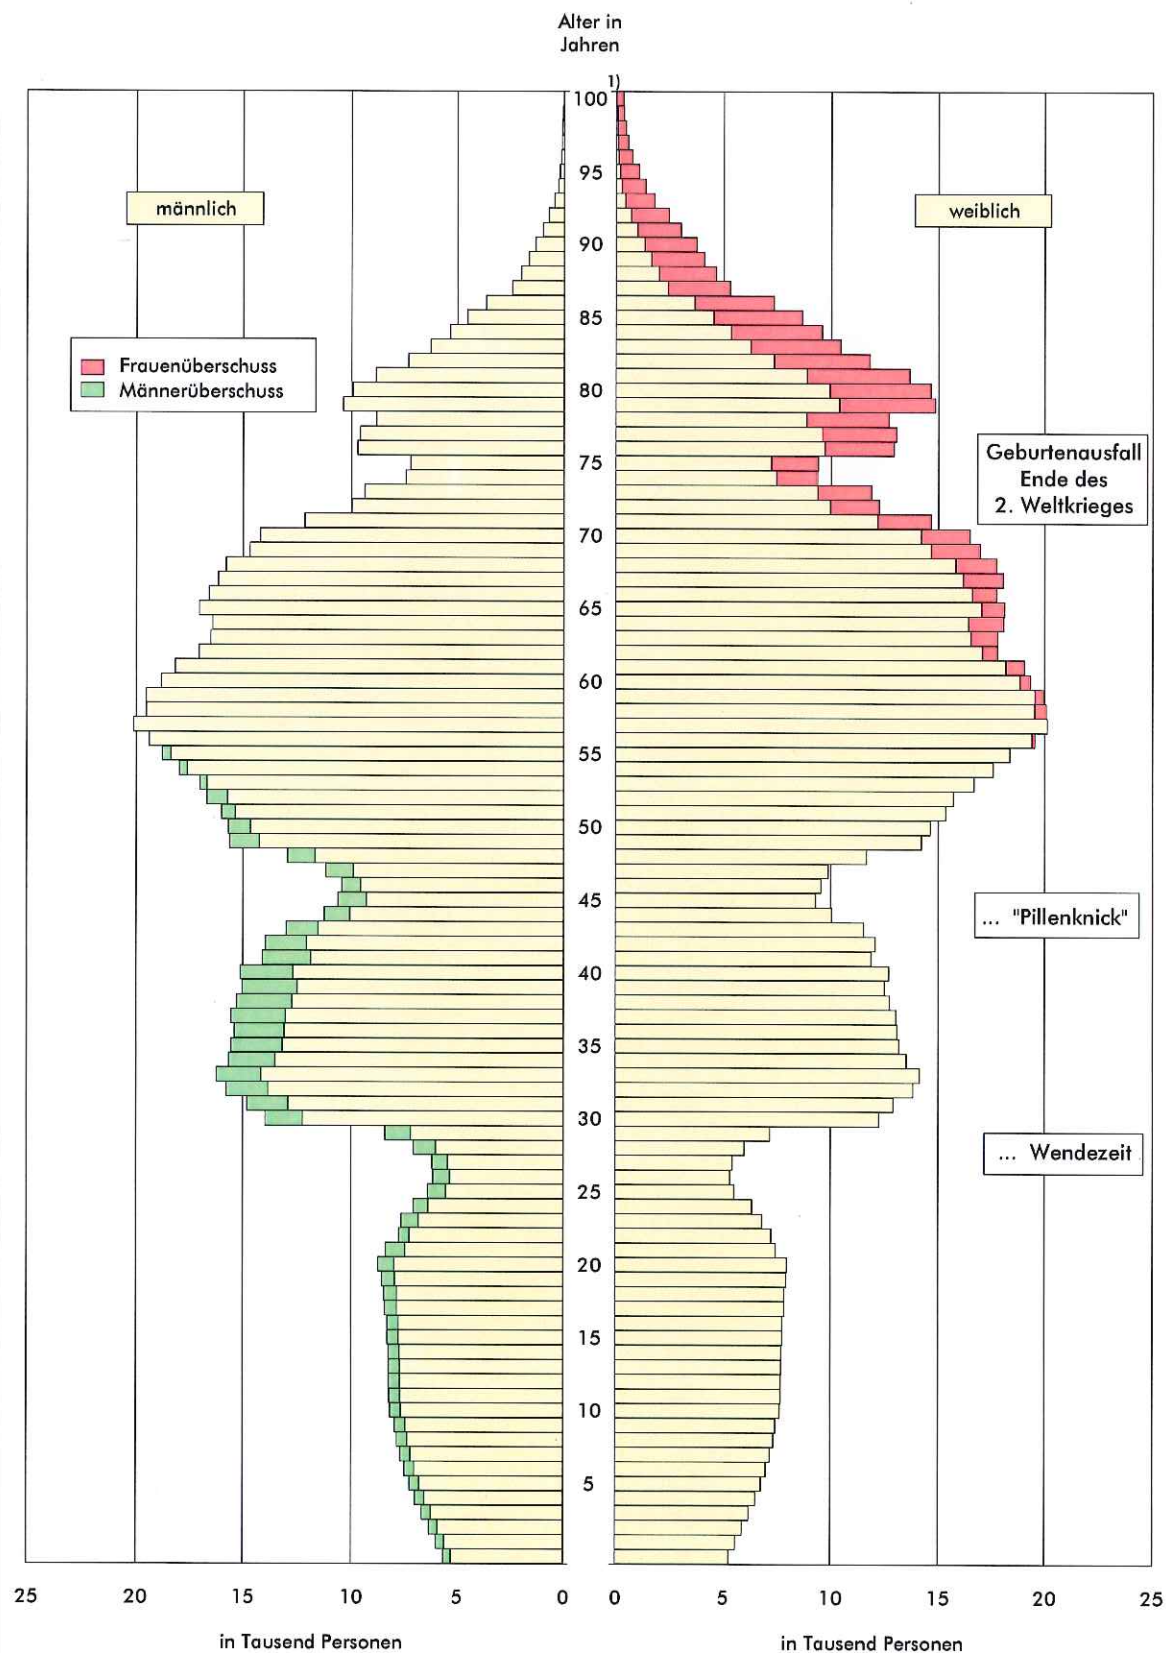 Alter in
Jahren
1)
100
95
männlich
weiblich
90
85
Frauenüberschuss
Männerüberschuss
80
Geburtenausfall
Ende des
2. Weltkrieges
75
70
65
60
55
50
45
... "Pillenknick"
40
35
30
... Wendezeit
25
20
15
10
5
25 20 15 10 5 0 0 5 10 15 20 25
in Tausend Personen in Tausend Personen